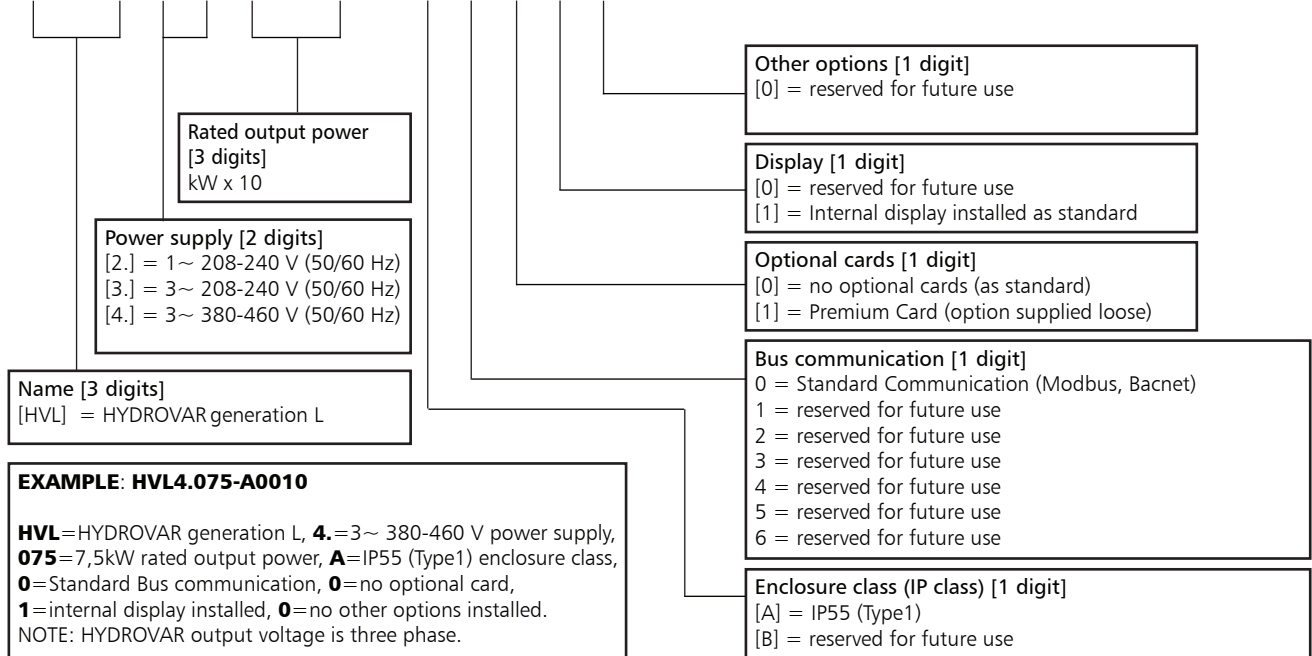 Rated output power
[3 digits]
kW x 10
Power supply [2 digits]
[2.] = 1~ 208-240 V (50/60 Hz)
[3.] = 3~ 208-240 V (50/60 Hz)
[4.] = 3~ 380-460 V (50/60 Hz)
Name [3 digits]
[HVL] = HYDROVAR generation L
EXAMPLE: HVL4.075-A0010
HVL=HYDROVAR generation L, 4.=3~ 380-460 V power supply,
075=7,5kW rated output power, A=IP55 (Type1) enclosure class,
0=Standard Bus communication, 0=no optional card,
1=internal display installed, 0=no other options installed.
NOTE: HYDROVAR output voltage is three phase.
Other options [1 digit]
[0] = reserved for future use
Display [1 digit]
[0] = reserved for future use
[1] = Internal display installed as standard
Optional cards [1 digit]
[0] = no optional cards (as standard)
[1] = Premium Card (option supplied loose)
Bus communication [1 digit]
0 = Standard Communication (Modbus, Bacnet)
1 = reserved for future use
2 = reserved for future use
3 = reserved for future use
4 = reserved for future use
5 = reserved for future use
6 = reserved for future use
Enclosure class (IP class) [1 digit]
[A] = IP55 (Type1)
[B] = reserved for future use